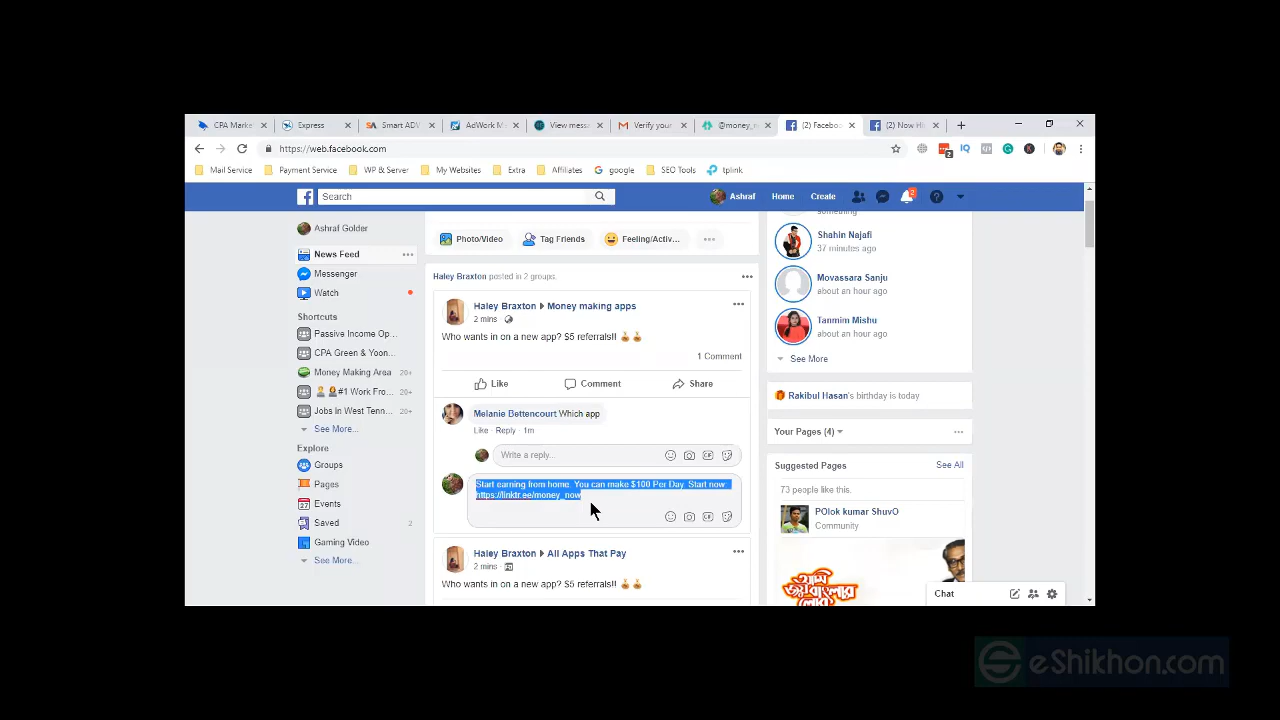 CPA Marke
Express
Smart ADV
AdWork M
View mess
Verify your
@money_n
(2) Facebo
(2) Now Hi
https://web.facebook.com
Mail Service
Payment Service
WP & Server
My Websites
Extra
Affiliates
google
SEO Tools
tplink
Search
Ashraf
Home
Create
2
Ashraf Golder
News Feed
Messenger
Watch
Shortcuts
Passive Income Op...
CPA Green & Yoon...
Money Making Area 20+
#1 Work Fro... 20+
Jobs in West Tenn... 20+
See More...
Explore
Groups
Pages
Events
Saved 2
Gaming Video
See More...
Photo/Video
Tag Friends
Feeling/Activ...
Haley Braxton posted in 2 groups.
Haley Braxton Money making apps
2 mins
Who wants in on a new app? $5 referrals!!
1 Comment
Like
Comment
Share
Melanie Bettencourt Which app
Like · Reply · 1m
Write a reply...
Start earning from home. You can make $100 Per Day. Start now
https://linktr.ee/money_now
Haley Braxton All Apps That Pay
2 mins
Who wants in on a new app? $5 referrals!!
something
Shahin Najafi
37 minutes ago
Movassara Sanju
about an hour ago
Tanmim Mishu
about an hour ago
See More
Rakibul Hasan's birthday is today
Your Pages (4)
Suggested Pages
See All
73 people like this.
POlok kumar ShuvO
Community
Chat
eShikhon.com